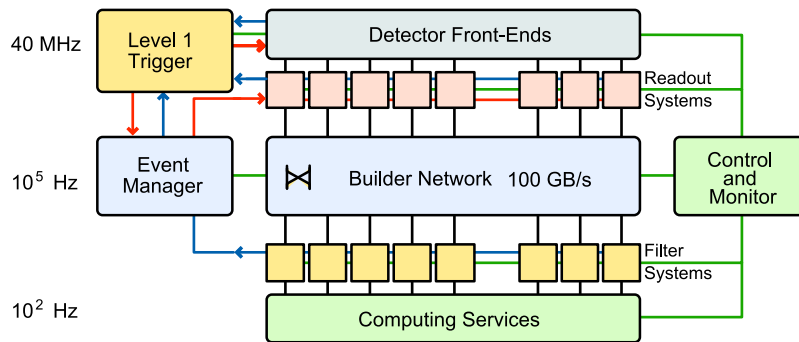 40 MHz
Level 1
Trigger
Detector Front-Ends
Readout
Systems
10⁵ Hz
Event
Manager
Builder Network 100 GB/s
Control
and
Monitor
Filter
Systems
10² Hz
Computing Services